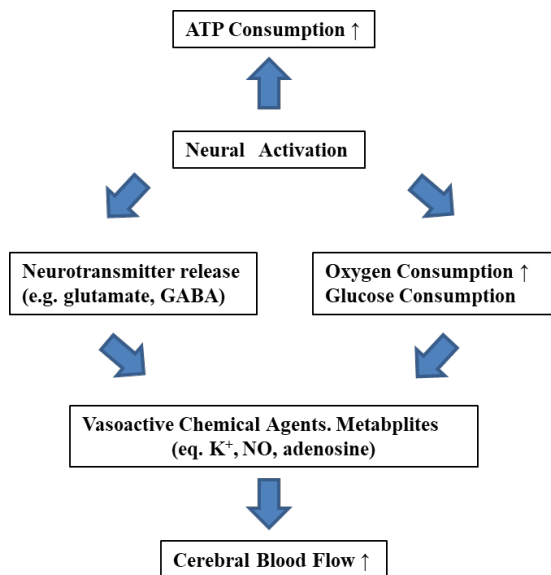 ATP Consumption ↑
Neural Activation
Neurotransmitter release
(e.g. glutamate, GABA)
Oxygen Consumption ↑
Glucose Consumption
Vasoactive Chemical Agents. Metabplites
(eq. K⁺, NO, adenosine)
Cerebral Blood Flow ↑